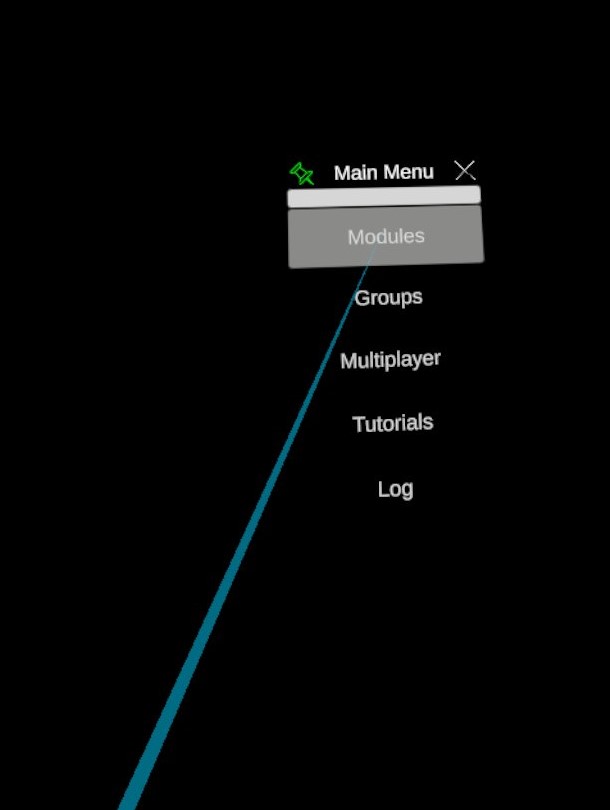 Main Menu
Modules
Groups
Multiplayer
Tutorials
Log